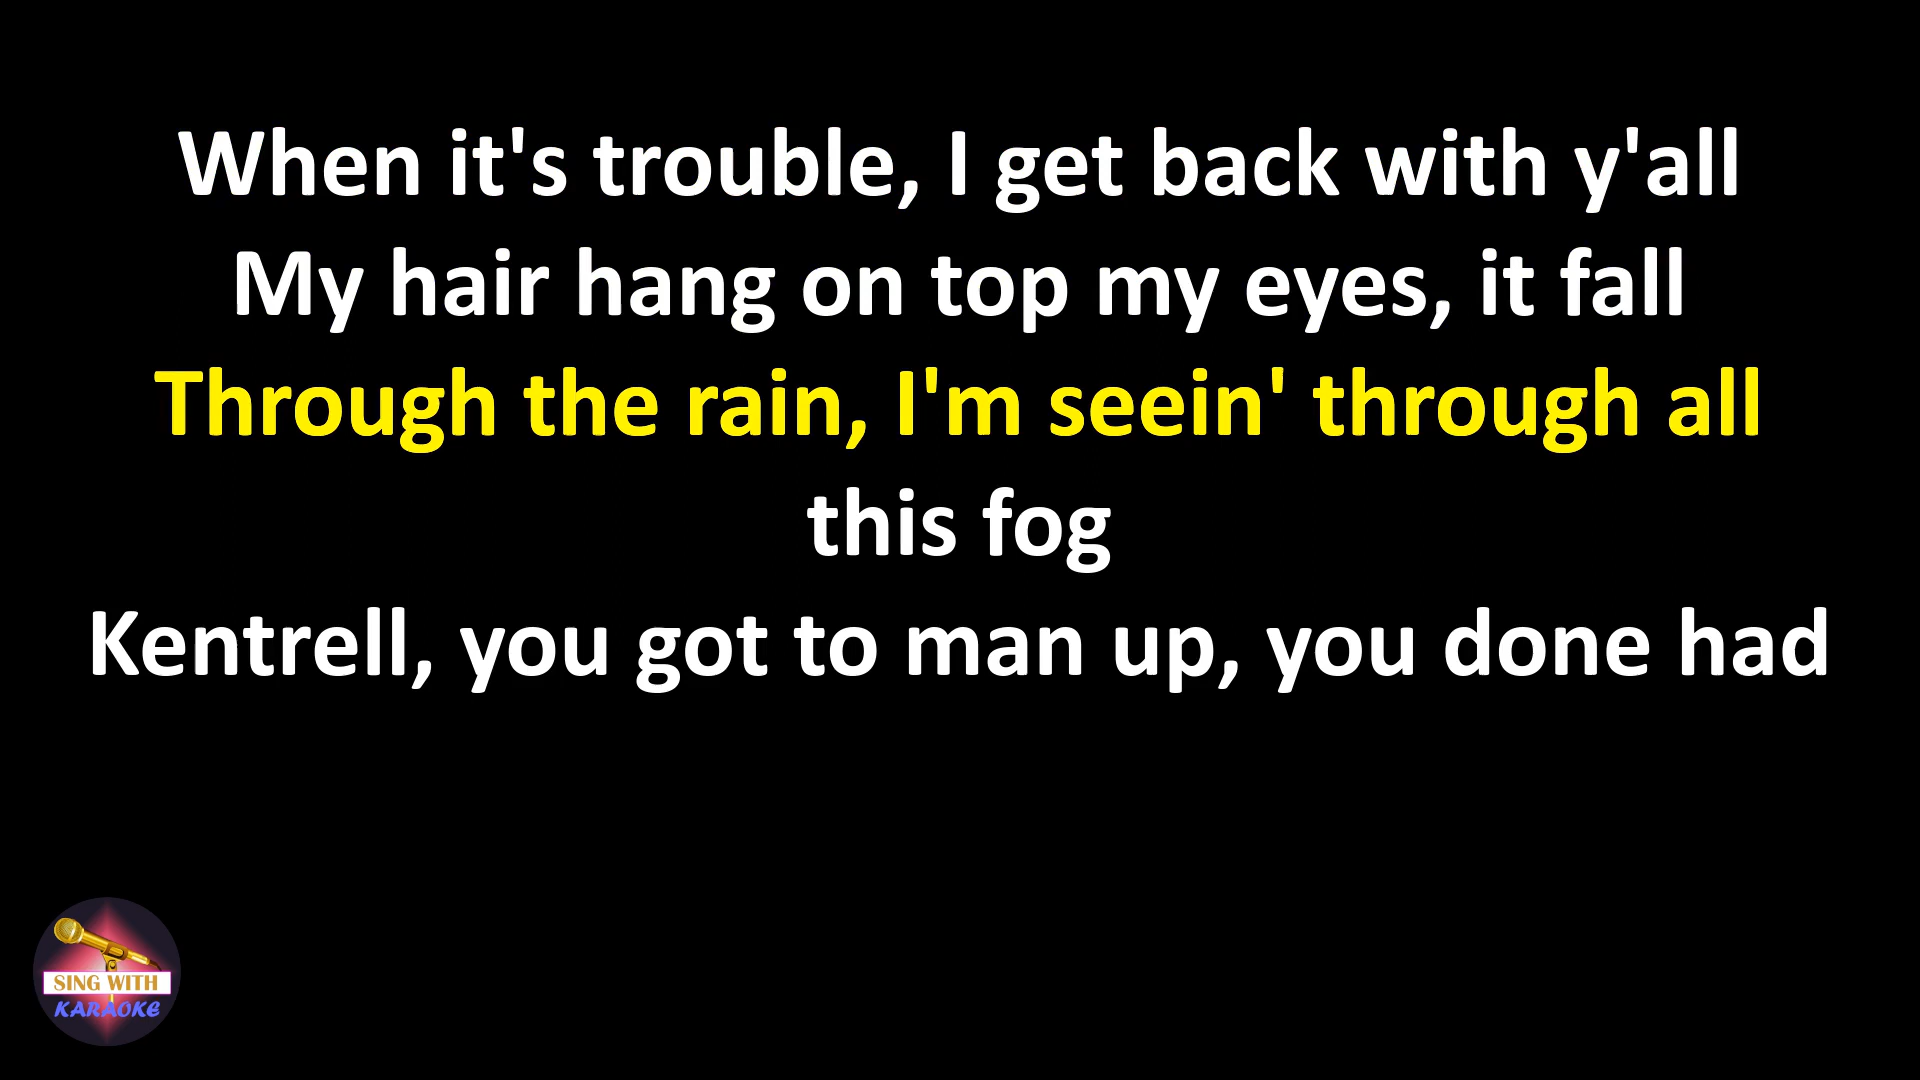 When it's trouble, I get back with y'all
My hair hang on top my eyes, it fall
Through the rain, I'm seein' through all
this fog
Kentrell, you got to man up, you done had
SING WITH
KARAOKE